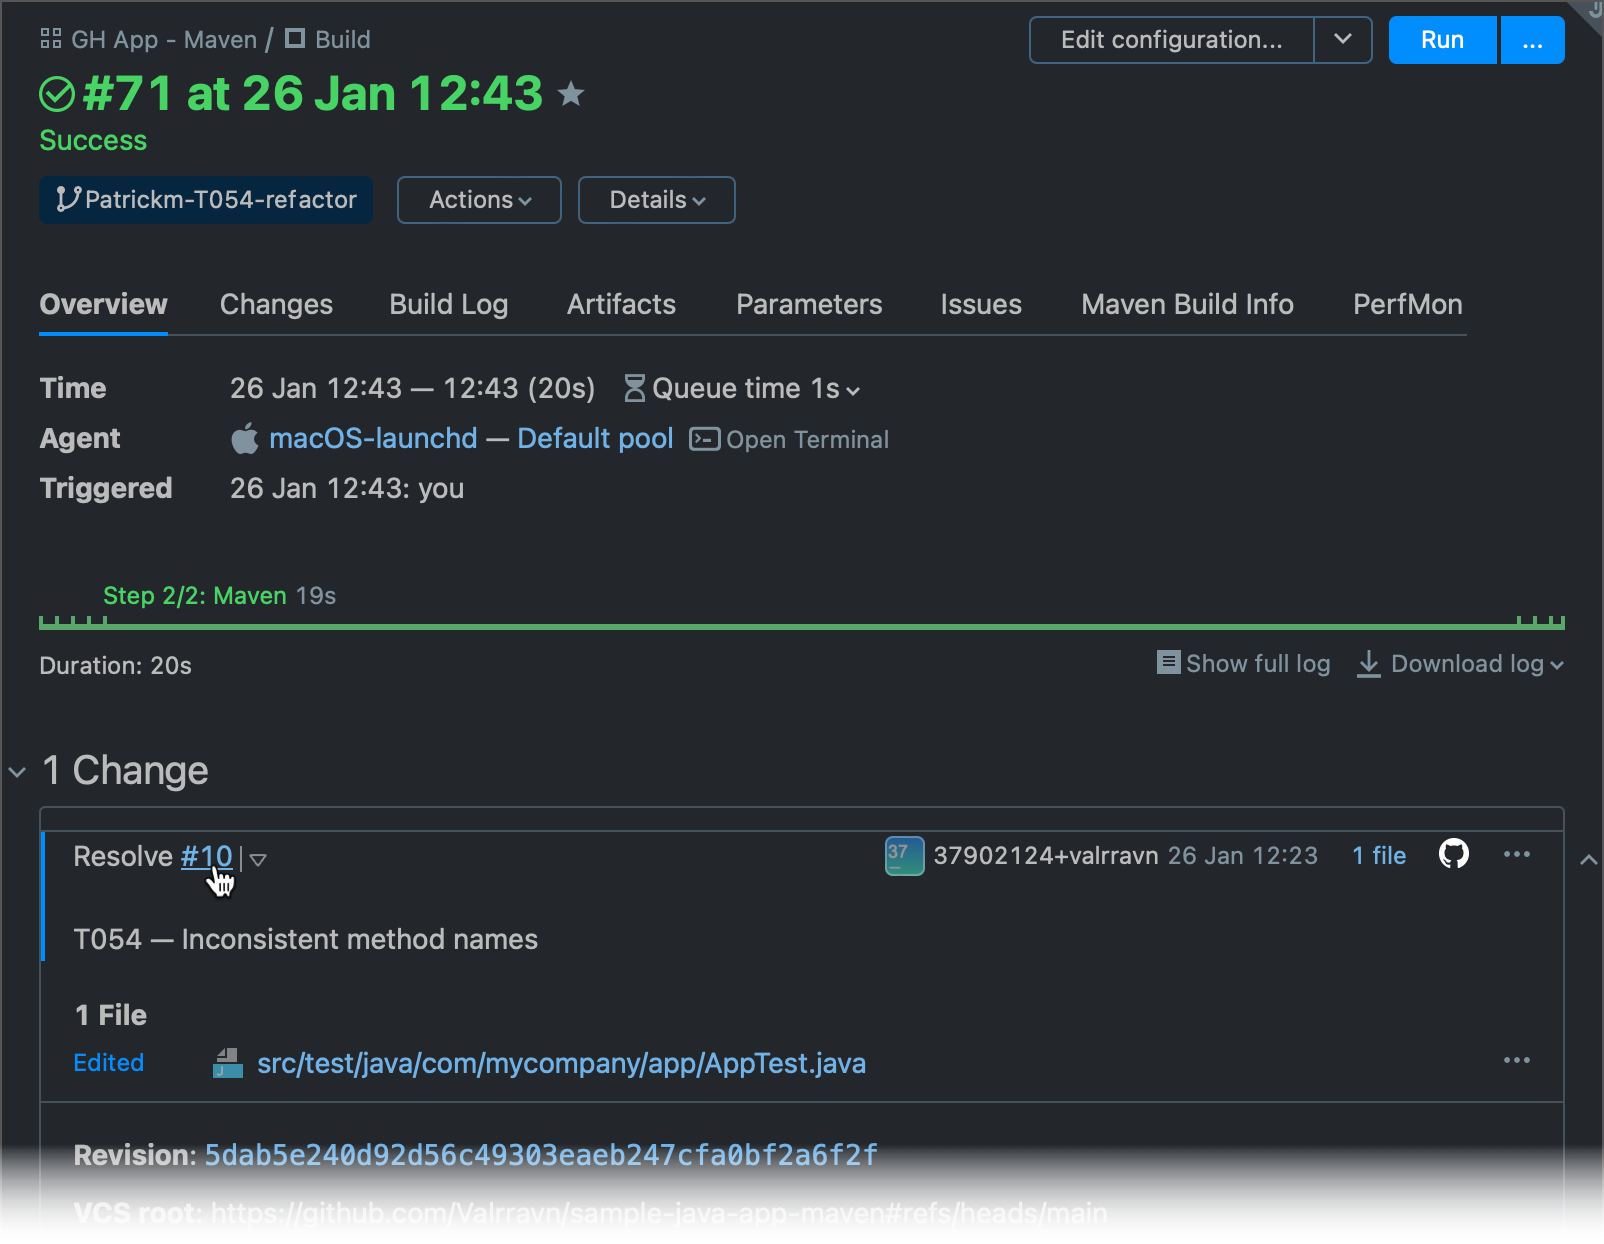 GH App - Maven / Build
Edit configuration...
Run
...
#71 at 26 Jan 12:43
Success
Patrickm-T054-refactor
Actions
Details
Overview Changes Build Log Artifacts Parameters Issues Maven Build Info PerfMon
Time 26 Jan 12:43 — 12:43 (20s) Queue time 1s
Agent macOS-launchd — Default pool Open Terminal
Triggered 26 Jan 12:43: you
Step 2/2: Maven 19s
Duration: 20s
Show full log Download log
1 Change
Resolve #10 37 37902124+valrravn 26 Jan 12:23 1 file
T054 — Inconsistent method names
1 File
Edited src/test/java/com/mycompany/app/AppTest.java
Revision: 5dab5e240d92d56c49303eaeb247cfa0bf2a6f2f
VCS root: https://github.com/Valrravn/sample-java-app-maven#refs/heads/main